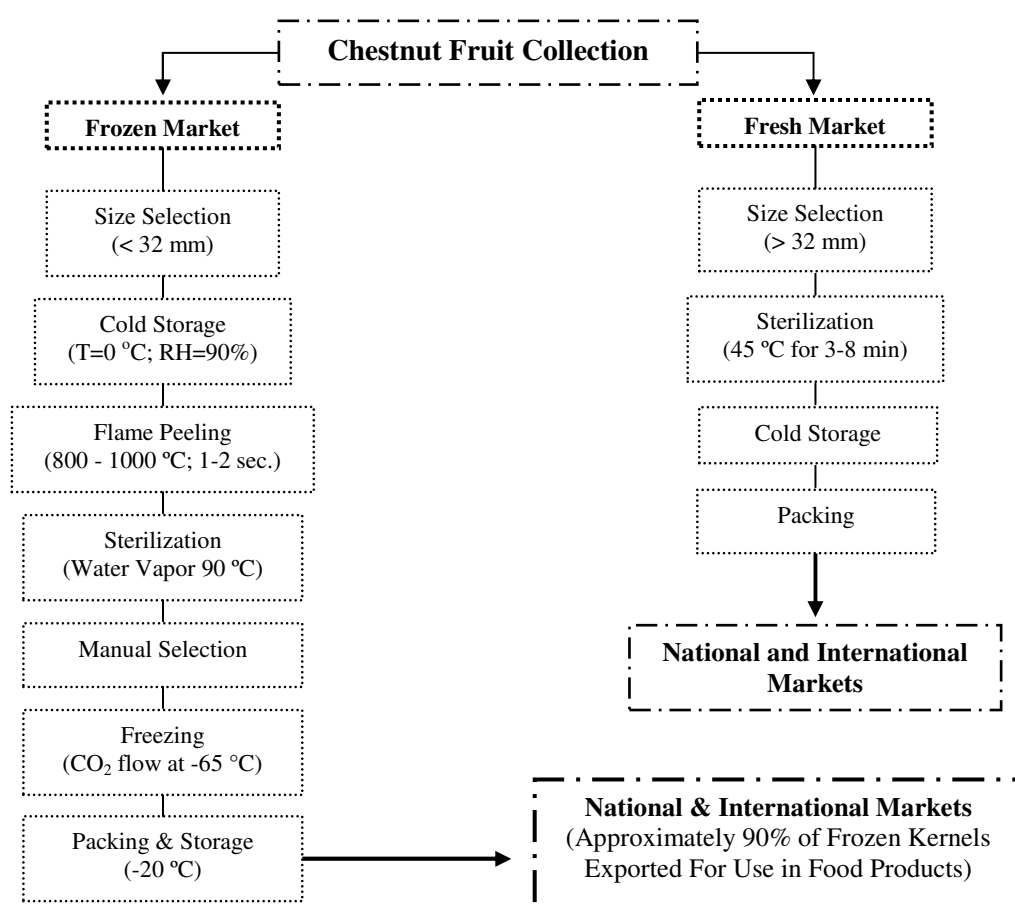 Chestnut Fruit Collection
Frozen Market
Size Selection
(< 32 mm)
Cold Storage
(T=0 °C; RH=90%)
Flame Peeling
(800 - 1000 ºC; 1-2 sec.)
Sterilization
(Water Vapor 90 ºC)
Manual Selection
Freezing
(CO₂ flow at -65 °C)
Packing & Storage
(-20 ºC)
Fresh Market
Size Selection
(> 32 mm)
Sterilization
(45 ºC for 3-8 min)
Cold Storage
Packing
National and International
Markets
National & International Markets
(Approximately 90% of Frozen Kernels
Exported For Use in Food Products)